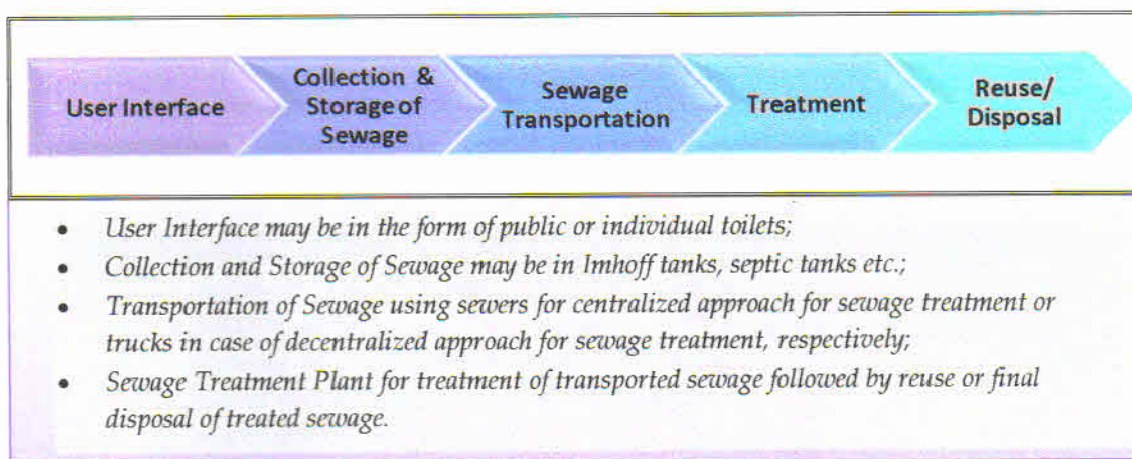 User Interface
Collection &
Storage of
Sewage
Sewage
Transportation
Treatment
Reuse/
Disposal
• User Interface may be in the form of public or individual toilets;
• Collection and Storage of Sewage may be in Imhoff tanks, septic tanks etc.;
• Transportation of Sewage using sewers for centralized approach for sewage treatment or
trucks in case of decentralized approach for sewage treatment, respectively;
• Sewage Treatment Plant for treatment of transported sewage followed by reuse or final
disposal of treated sewage.